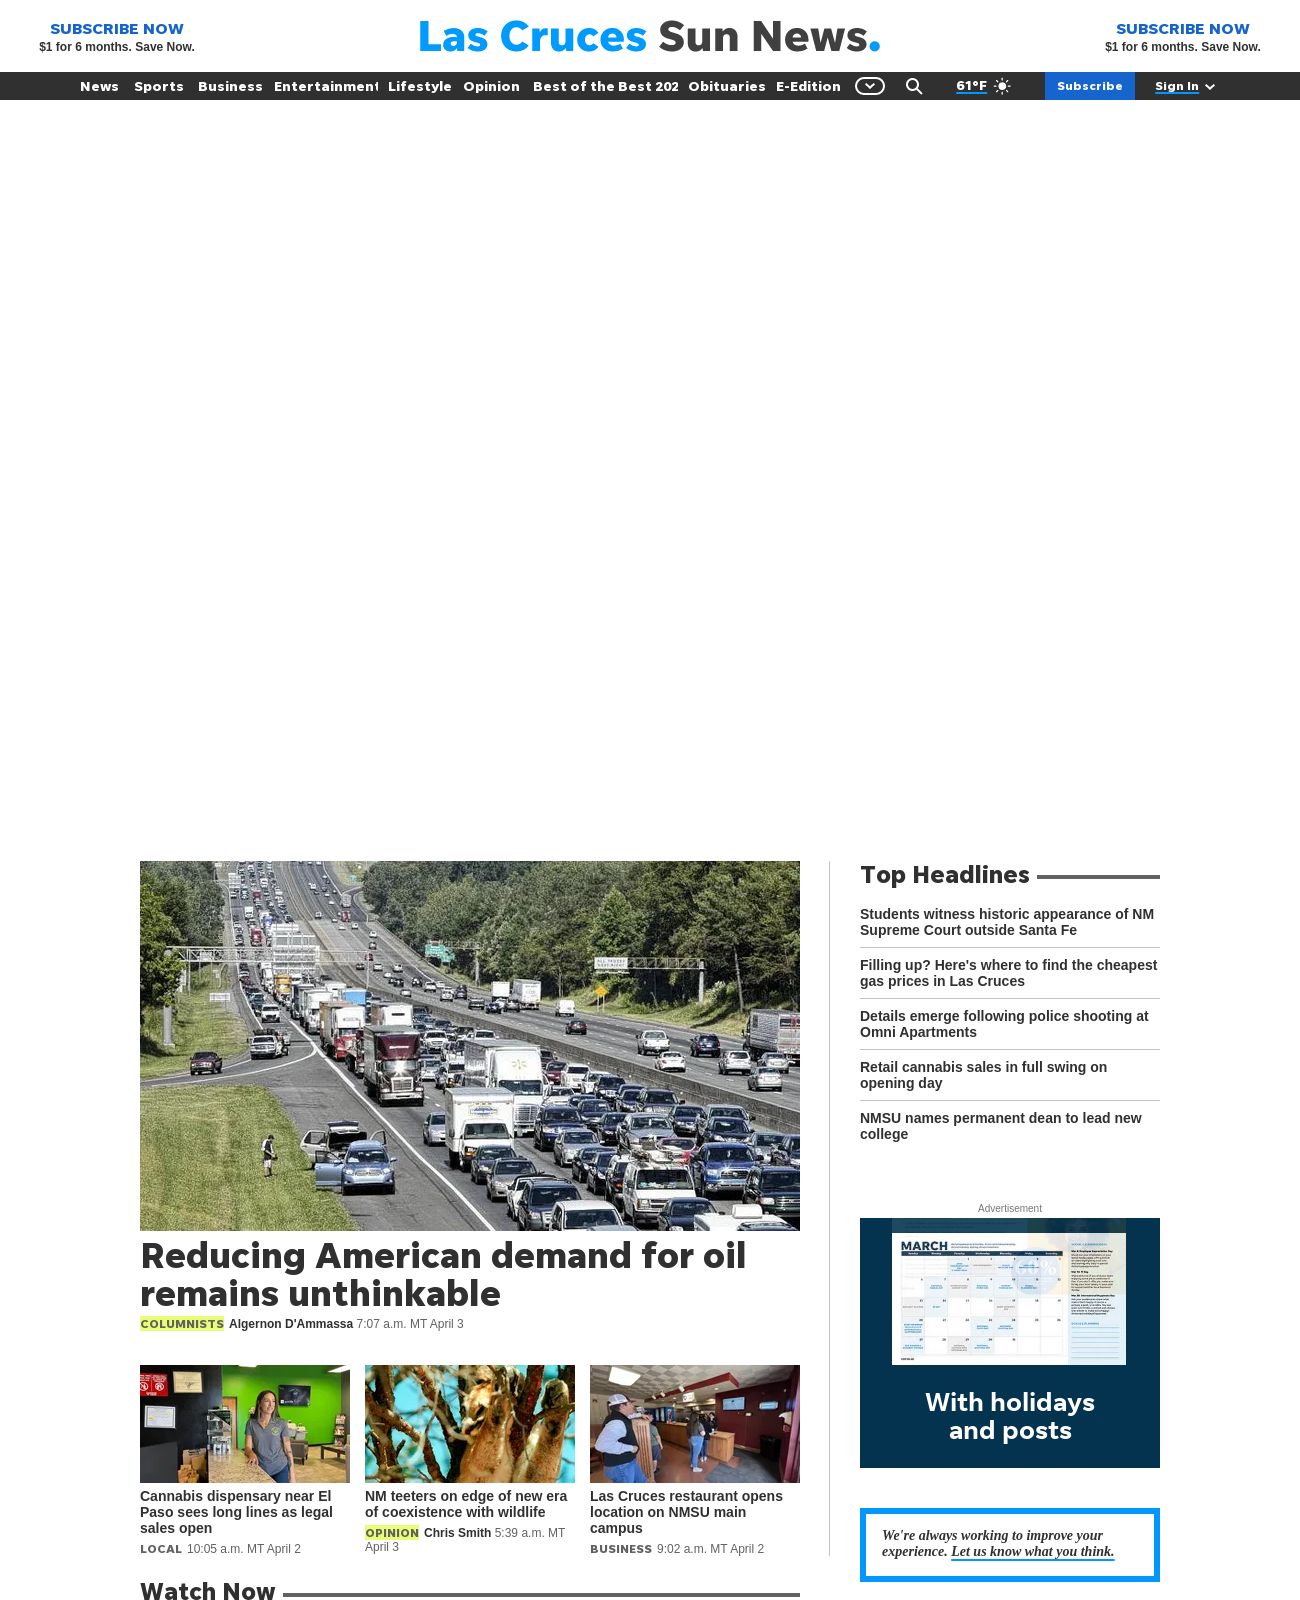 SUBSCRIBE NOW
$1 for 6 months. Save Now.
Las Cruces Sun News.
SUBSCRIBE NOW
$1 for 6 months. Save Now.
News Sports Business Entertainment Lifestyle Opinion Best of the Best 202 Obituaries E-Edition 61°F Subscribe Sign In
Reducing American demand for oil
remains unthinkable
COLUMNISTS Algernon D'Ammassa 7:07 a.m. MT April 3
Cannabis dispensary near El
Paso sees long lines as legal
sales open
LOCAL 10:05 a.m. MT April 2
NM teeters on edge of new era
of coexistence with wildlife
OPINION Chris Smith 5:39 a.m. MT
April 3
Las Cruces restaurant opens
location on NMSU main
campus
BUSINESS 9:02 a.m. MT April 2
Watch Now
Top Headlines
Students witness historic appearance of NM
Supreme Court outside Santa Fe
Filling up? Here's where to find the cheapest
gas prices in Las Cruces
Details emerge following police shooting at
Omni Apartments
Retail cannabis sales in full swing on
opening day
NMSU names permanent dean to lead new
college
Advertisement
MARCH
With holidays
and posts
We're always working to improve your
experience. Let us know what you think.